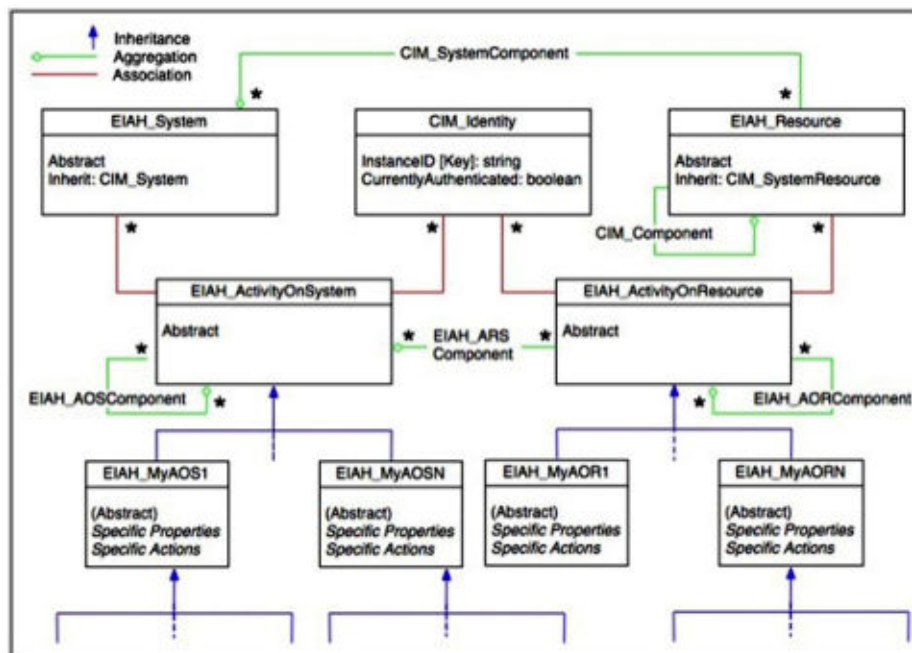 Inheritance
Aggregation
Association
CIM_SystemComponent
*
*
EIAH_System
Abstract
Inherit: CIM_System
CIM_Identity
InstanceID [Key]: string
CurrentlyAuthenticated: boolean
EIAH_Resource
Abstract
Inherit: CIM_SystemResource
*
*
*
CIM_Component
*
EIAH_ActivityOnSystem
Abstract
EIAH_ActivityOnResource
Abstract
*
*
EIAH_ARS
Component
*
*
EIAH_AOSComponent
*
*
EIAH_AORComponent
EIAH_MyAOS1
(Abstract)
Specific Properties
Specific Actions
EIAH_MyAOSN
(Abstract)
Specific Properties
Specific Actions
EIAH_MyAOR1
(Abstract)
Specific Properties
Specific Actions
EIAH_MyAORN
(Abstract)
Specific Properties
Specific Actions